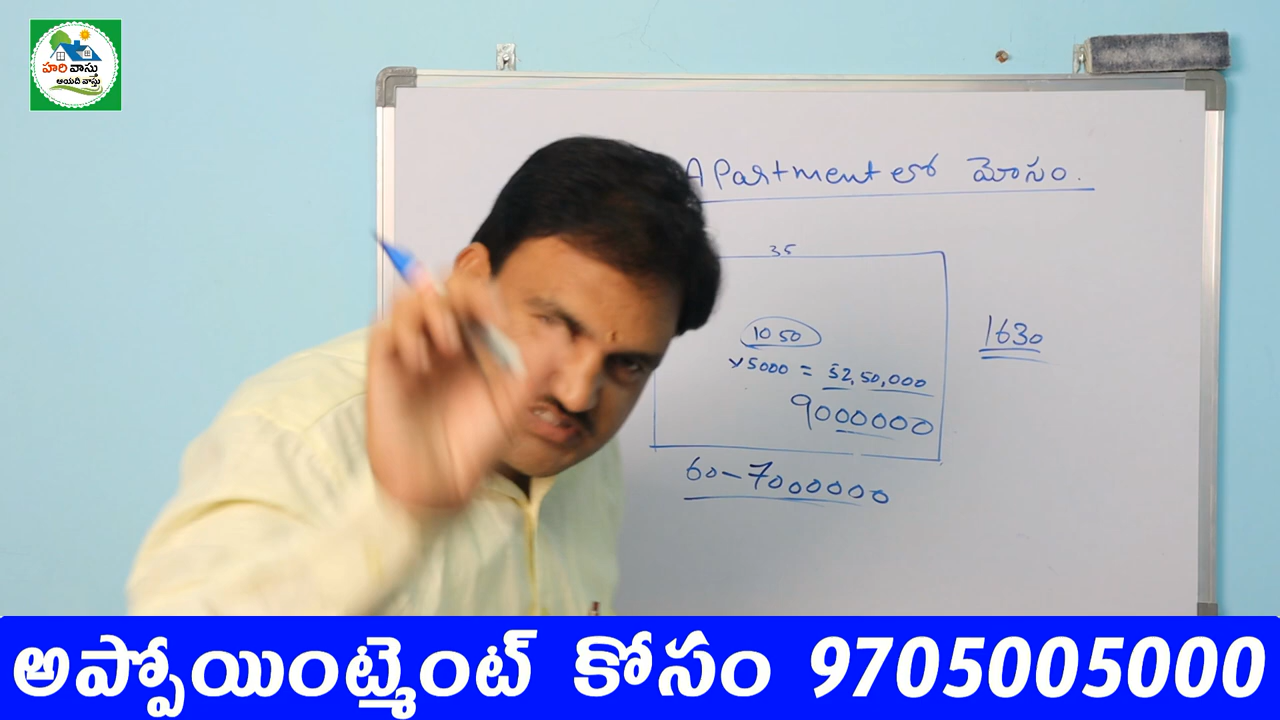 హరి వాస్తు
ఆయాది వాస్తు
Apartment లో మోసం.
35
1050
x5000 = 52,50,000
9000000
60-7000000
1630
అప్పోయింట్మెంట్ కోసం 9705005000